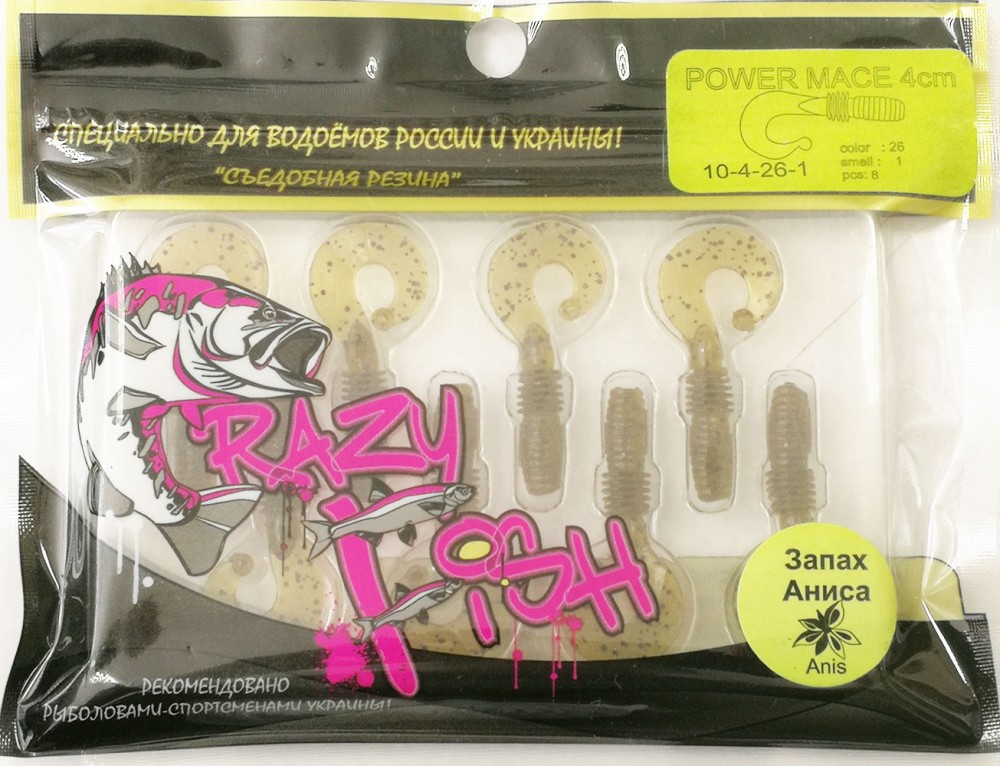 СПЕЦИАЛЬНО ДЛЯ ВОДОЁМОВ РОССИИ И УКРАИНЫ!
"СЪЕДОБНАЯ РЕЗИНА"
POWER MACE 4cm
color : 26
smell : 1
pcs: 8
10-4-26-1
CRAZY
FISH
Запах
Аниса
Anis
РЕКОМЕНДОВАНО
РЫБОЛОВАМИ-СПОРТСМЕНАМИ УКРАИНЫ!